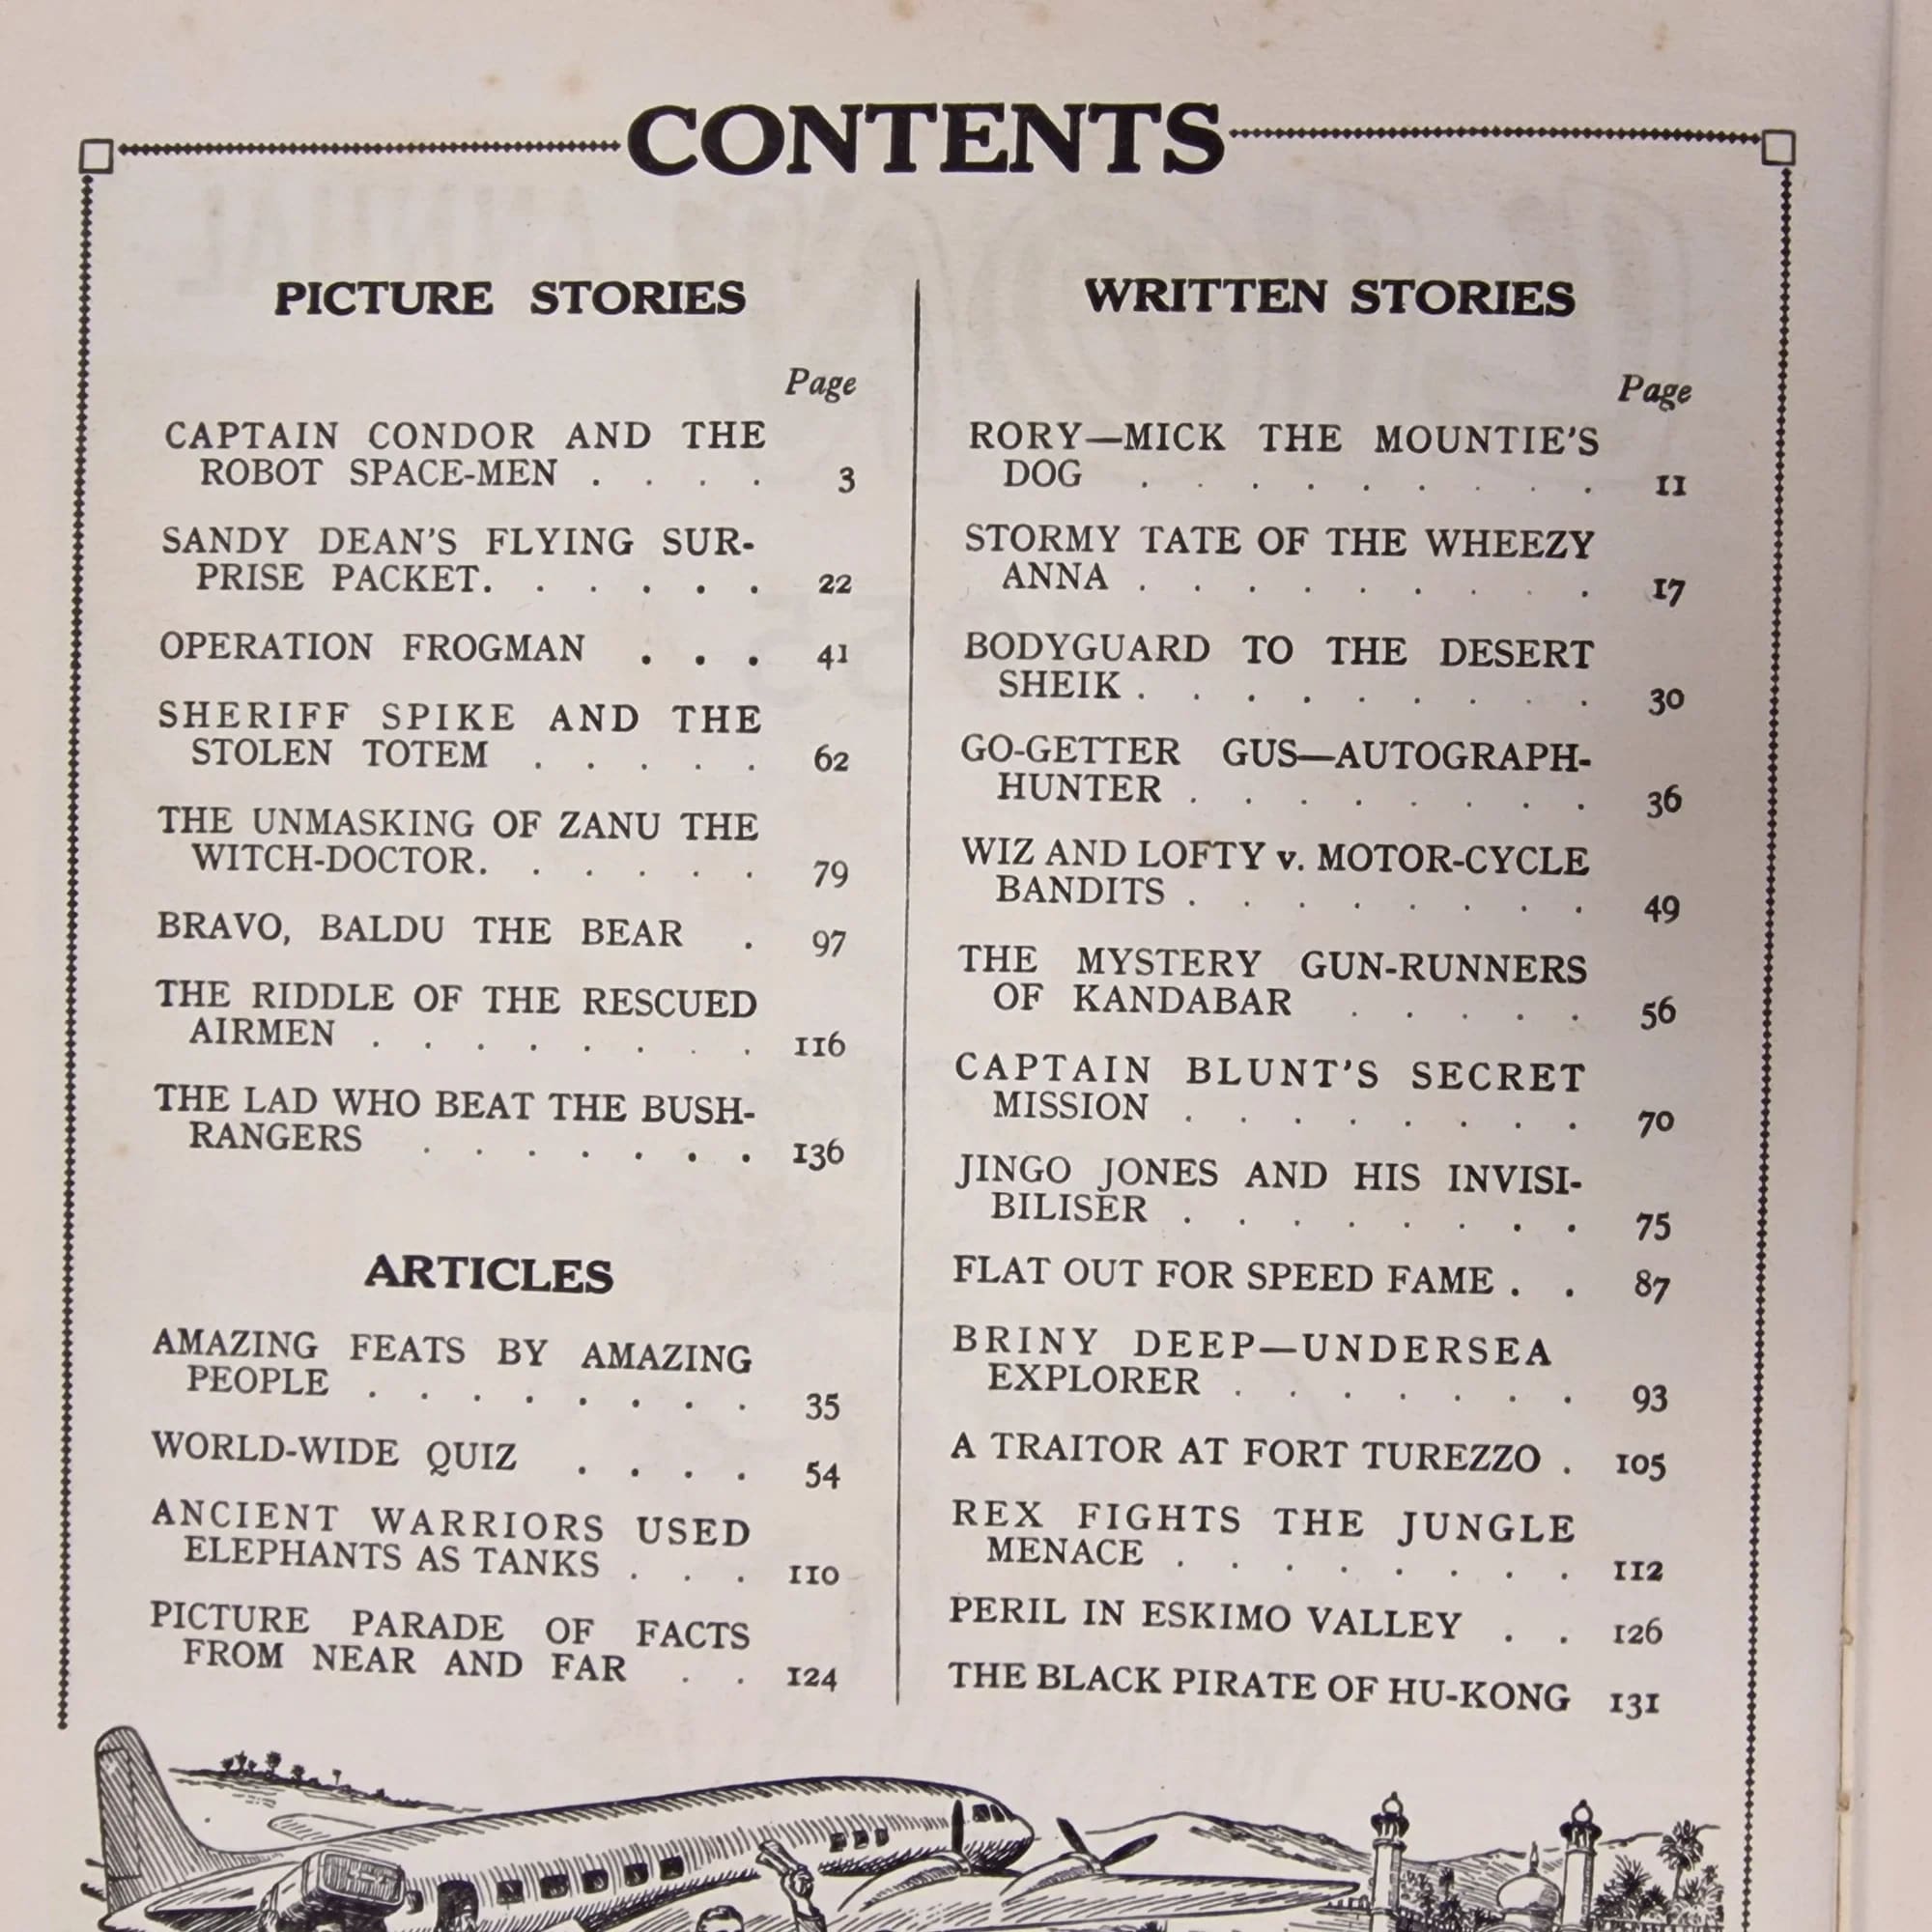 CONTENTS
PICTURE STORIES
Page
CAPTAIN CONDOR AND THE
ROBOT SPACE-MEN . . . . 3
SANDY DEAN'S FLYING SUR-
PRISE PACKET. . . . . . 22
OPERATION FROGMAN . . . 41
SHERIFF SPIKE AND THE
STOLEN TOTEM . . . . . 62
THE UNMASKING OF ZANU THE
WITCH-DOCTOR. . . . . . 79
BRAVO, BALDU THE BEAR . 97
THE RIDDLE OF THE RESCUED
AIRMEN . . . . . . . . 116
THE LAD WHO BEAT THE BUSH-
RANGERS . . . . . . . 136
ARTICLES
AMAZING FEATS BY AMAZING
PEOPLE . . . . . . . . 35
WORLD-WIDE QUIZ . . . . 54
ANCIENT WARRIORS USED
ELEPHANTS AS TANKS . . . 110
PICTURE PARADE OF FACTS
FROM NEAR AND FAR . . 124
WRITTEN STORIES
Page
RORY—MICK THE MOUNTIE'S
DOG . . . . . . . . . 11
STORMY TATE OF THE WHEEZY
ANNA . . . . . . . . . 17
BODYGUARD TO THE DESERT
SHEIK . . . . . . . . . 30
GO-GETTER GUS—AUTOGRAPH-
HUNTER . . . . . . . . 36
WIZ AND LOFTY v. MOTOR-CYCLE
BANDITS . . . . . . . . 49
THE MYSTERY GUN-RUNNERS
OF KANDABAR . . . . . 56
CAPTAIN BLUNT'S SECRET
MISSION . . . . . . . . 70
JINGO JONES AND HIS INVISI-
BILISER . . . . . . . . 75
FLAT OUT FOR SPEED FAME . . 87
BRINY DEEP—UNDERSEA
EXPLORER . . . . . . . 93
A TRAITOR AT FORT TUREZZO . 105
REX FIGHTS THE JUNGLE
MENACE . . . . . . . . 112
PERIL IN ESKIMO VALLEY . . 126
THE BLACK PIRATE OF HU-KONG 131